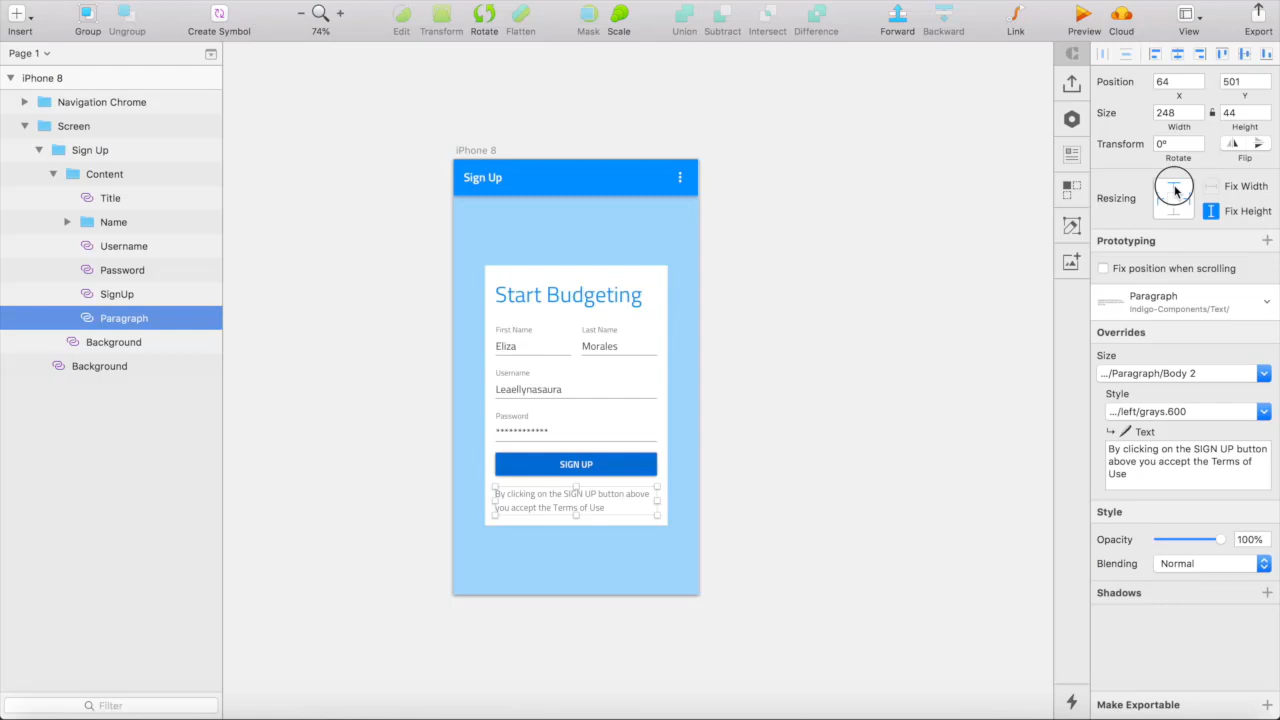 Insert
Group
Ungroup
Create Symbol
74%
Edit
Transform
Rotate
Flatten
Mask
Scale
Union
Subtract
Intersect
Difference
Forward
Backward
Link
Preview
Cloud
View
Export
Page 1
iPhone 8
Navigation Chrome
Screen
Sign Up
Content
Title
Name
Username
Password
SignUp
Paragraph
Background
Background
Filter
iPhone 8
Sign Up
Start Budgeting
First Name
Last Name
Eliza
Morales
Username
Leaellynasaura
Password
************
SIGN UP
By clicking on the SIGN UP button above
you accept the Terms of Use
Position
64
501
X
Y
Size
248
44
Width
Height
Transform
0°
Rotate
Flip
Resizing
Fix Width
Fix Height
Prototyping
Fix position when scrolling
Paragraph
Indigo-Components/Text/
Overrides
Size
.../Paragraph/Body 2
Style
.../left/grays.600
Text
By clicking on the SIGN UP button
above you accept the Terms of
Use
Style
Opacity
100%
Blending
Normal
Shadows
Make Exportable